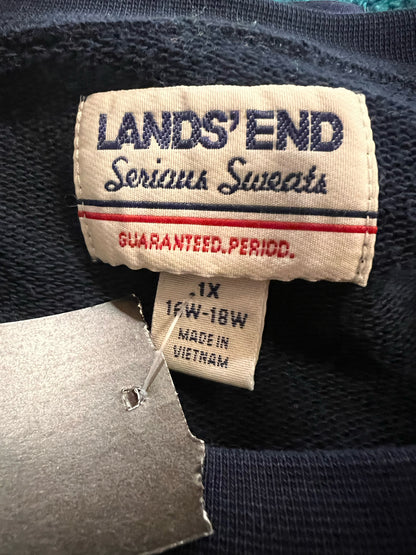 LANDS' END
Serious Sweats
GUARANTEED. PERIOD.
1X
16W-18W
MADE IN
VIETNAM